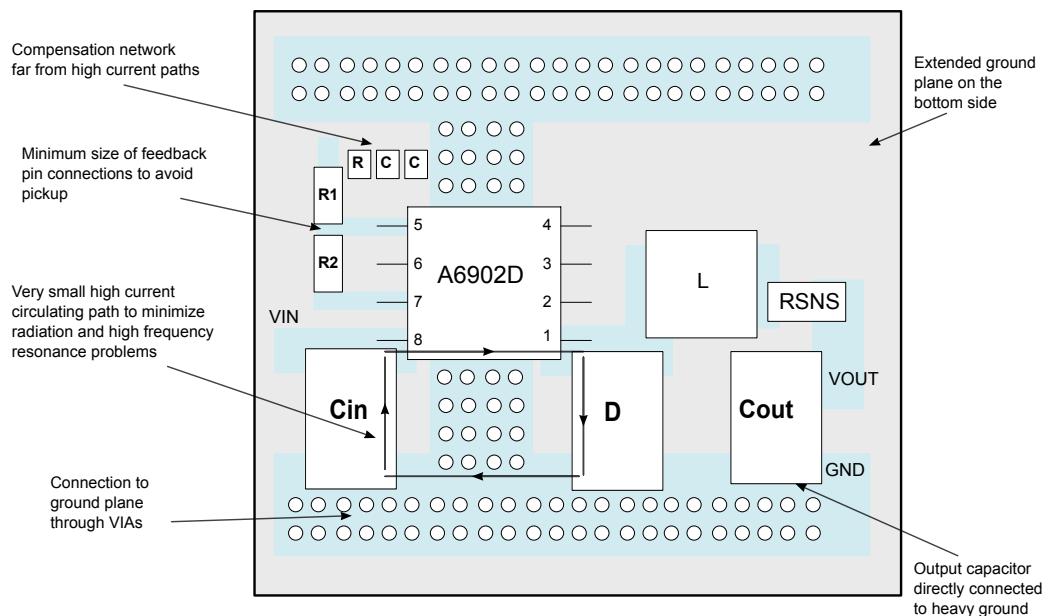 Compensation network
far from high current paths
Extended ground
plane on the
bottom side
Minimum size of feedback
pin connections to avoid
pickup
R C C
R1
R2
5
6
7
8
A6902D
4
3
2
1
L
RSNS
Very small high current
circulating path to minimize
radiation and high frequency
resonance problems
VIN
Cin
D
Cout
VOUT
GND
Connection to
ground plane
through VIAs
Output capacitor
directly connected
to heavy ground